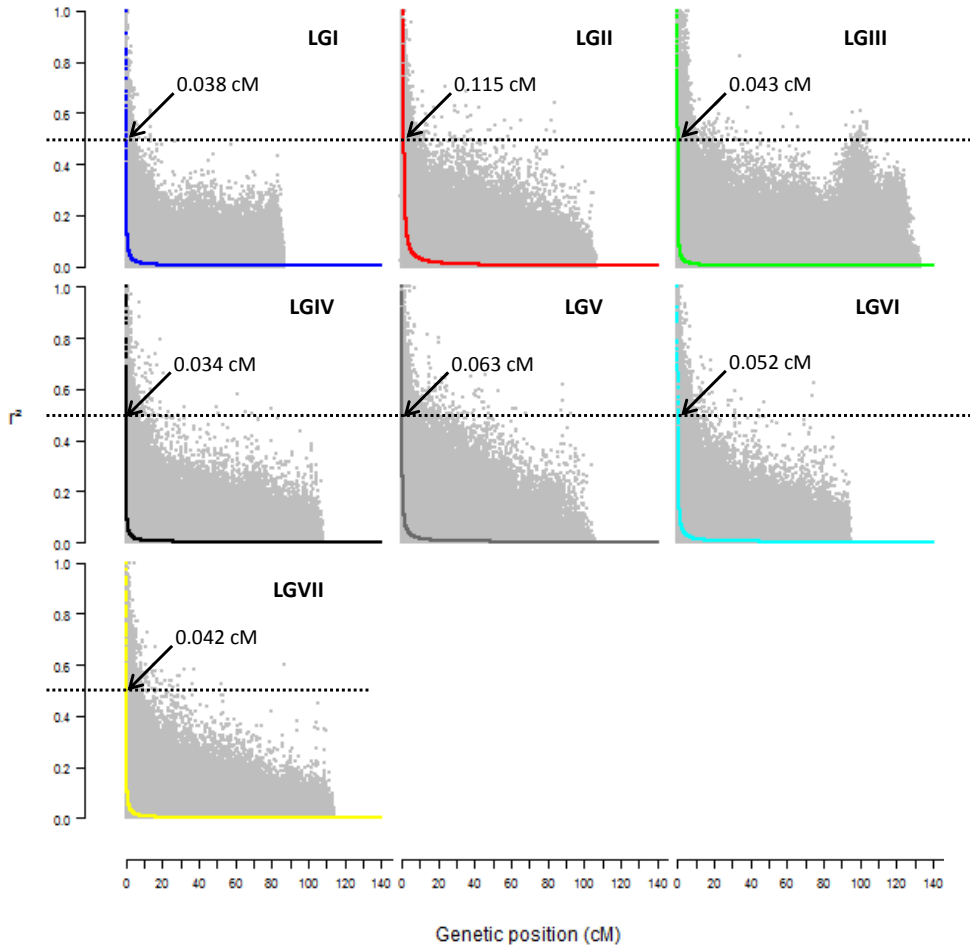 LGI
LGII
LGIII
1.0
0.8
0.6
0.4
0.2
0.0
0.038 cM
0.115 cM
0.043 cM
LGIV
LGV
LGVI
1.0
0.8
0.6
0.4
0.2
0.0
0.034 cM
0.063 cM
0.052 cM
r²
LGVII
1.0
0.8
0.6
0.4
0.2
0.0
0.042 cM
0 20 40 60 80 100 120 140
0 20 40 60 80 100 120 140
0 20 40 60 80 100 120 140
Genetic position (cM)